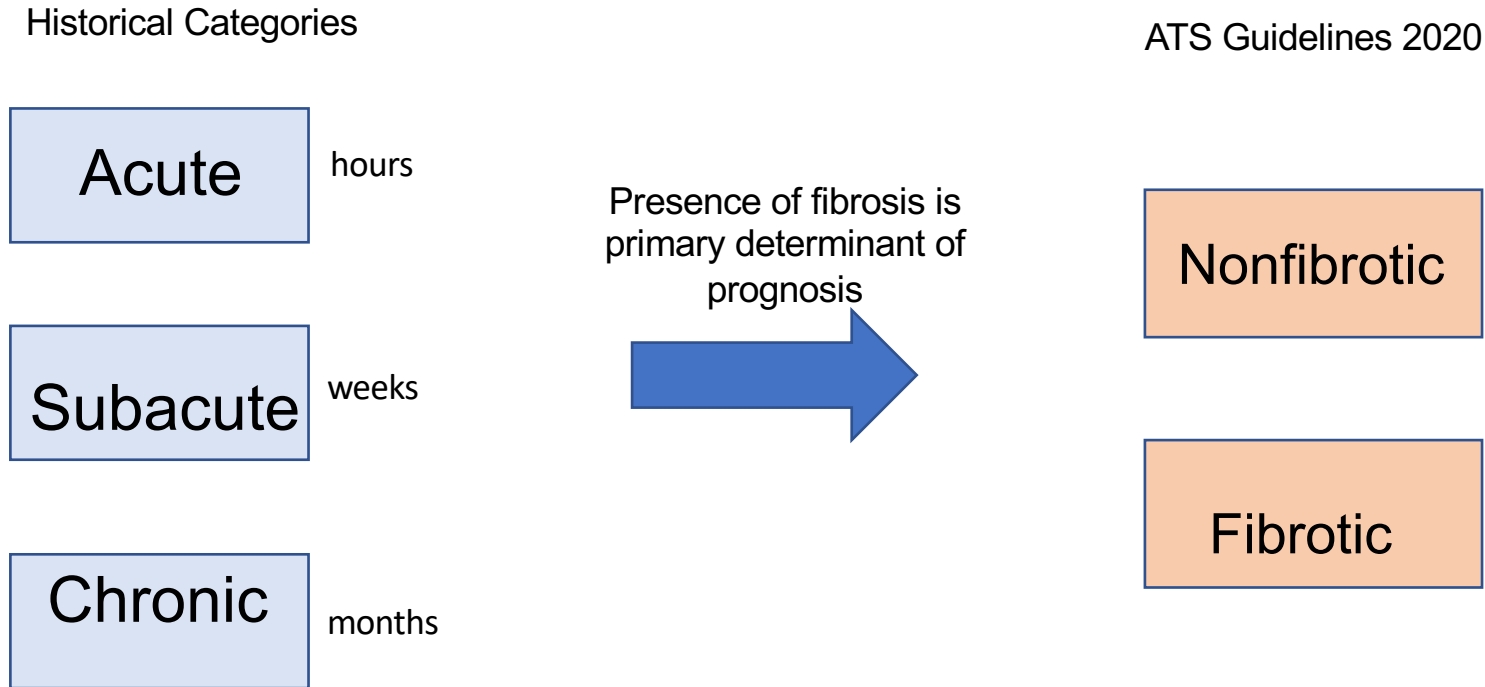 Historical Categories
ATS Guidelines 2020
Acute
hours
Subacute
weeks
Chronic
months
Presence of fibrosis is
primary determinant of
prognosis
Nonfibrotic
Fibrotic